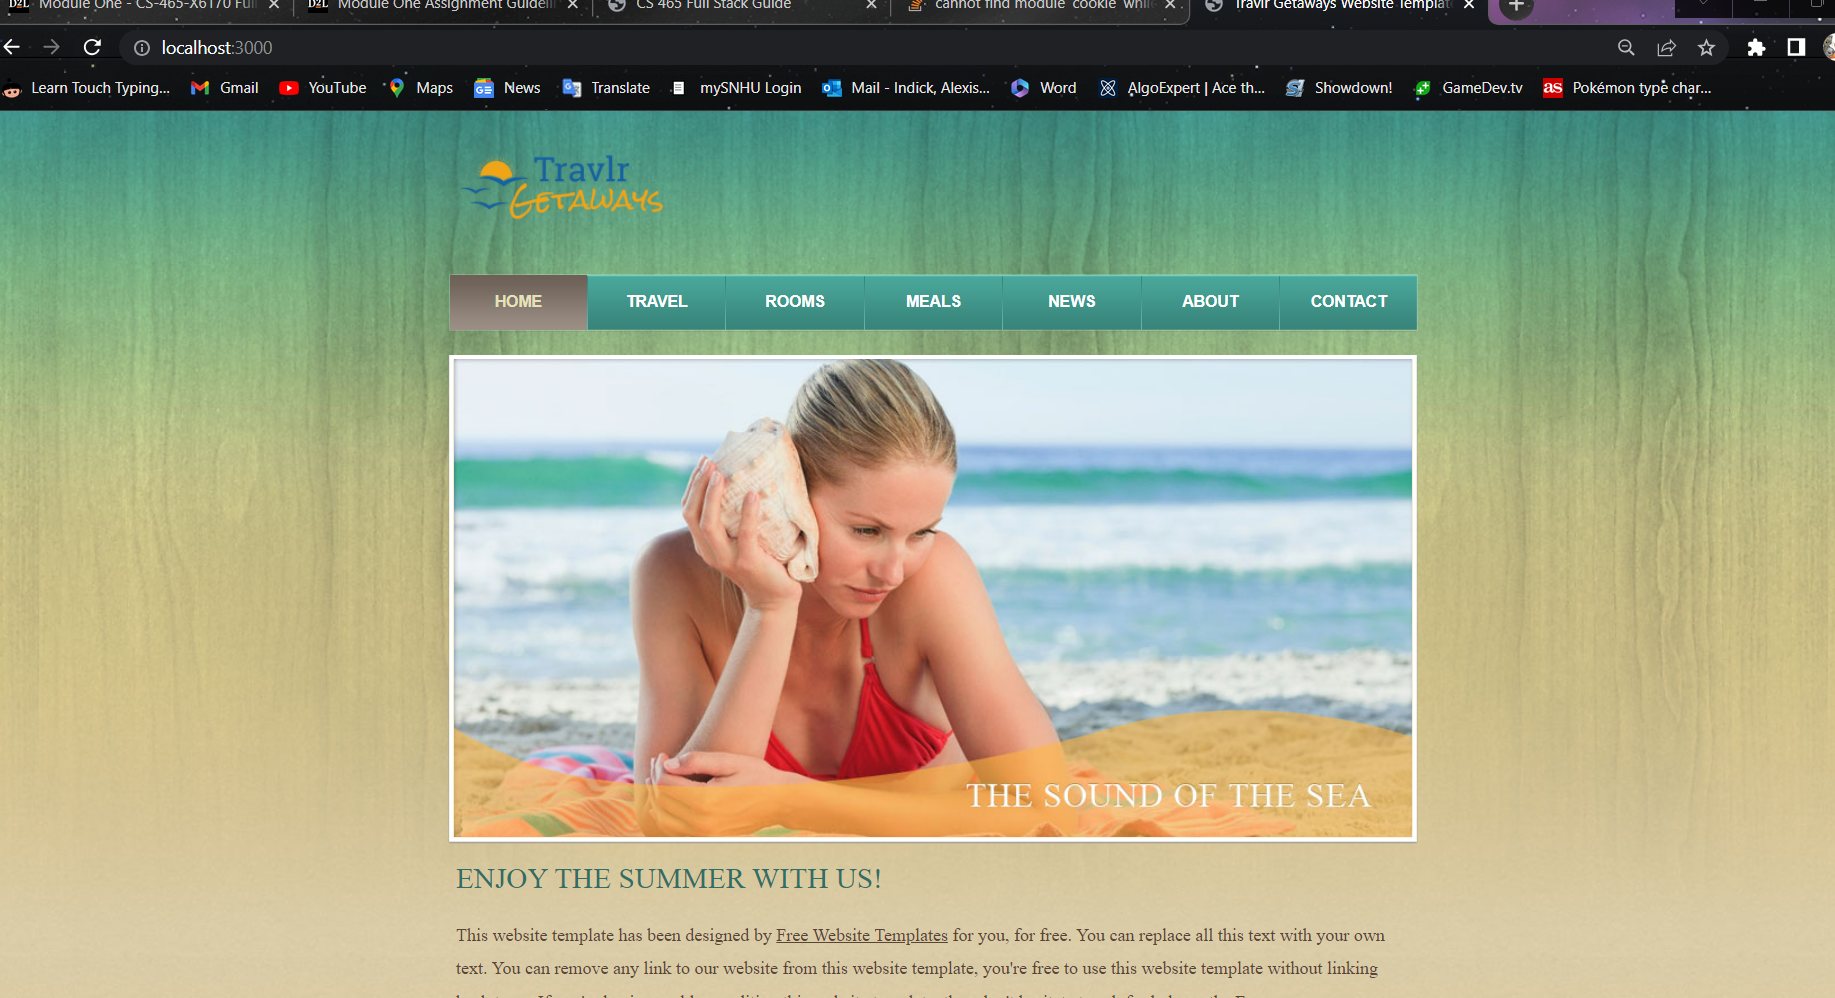 Module One - CS-465-X6170 Full
Module One Assignment Guideli
CS 465 Full Stack Guide
cannot find module 'cookie' while
Travlr Getaways Website Templat
localhost:3000
Learn Touch Typing...
Gmail
YouTube
Maps
News
Translate
mySNHU Login
Mail - Indick, Alexis...
Word
AlgoExpert | Ace th...
Showdown!
GameDev.tv
as
Pokémon type char...
Travlr
GETAWAYS
HOME
TRAVEL
ROOMS
MEALS
NEWS
ABOUT
CONTACT
THE SOUND OF THE SEA
ENJOY THE SUMMER WITH US!
This website template has been designed by Free Website Templates for you, for free. You can replace all this text with your own
text. You can remove any link to our website from this website template, you're free to use this website template without linking